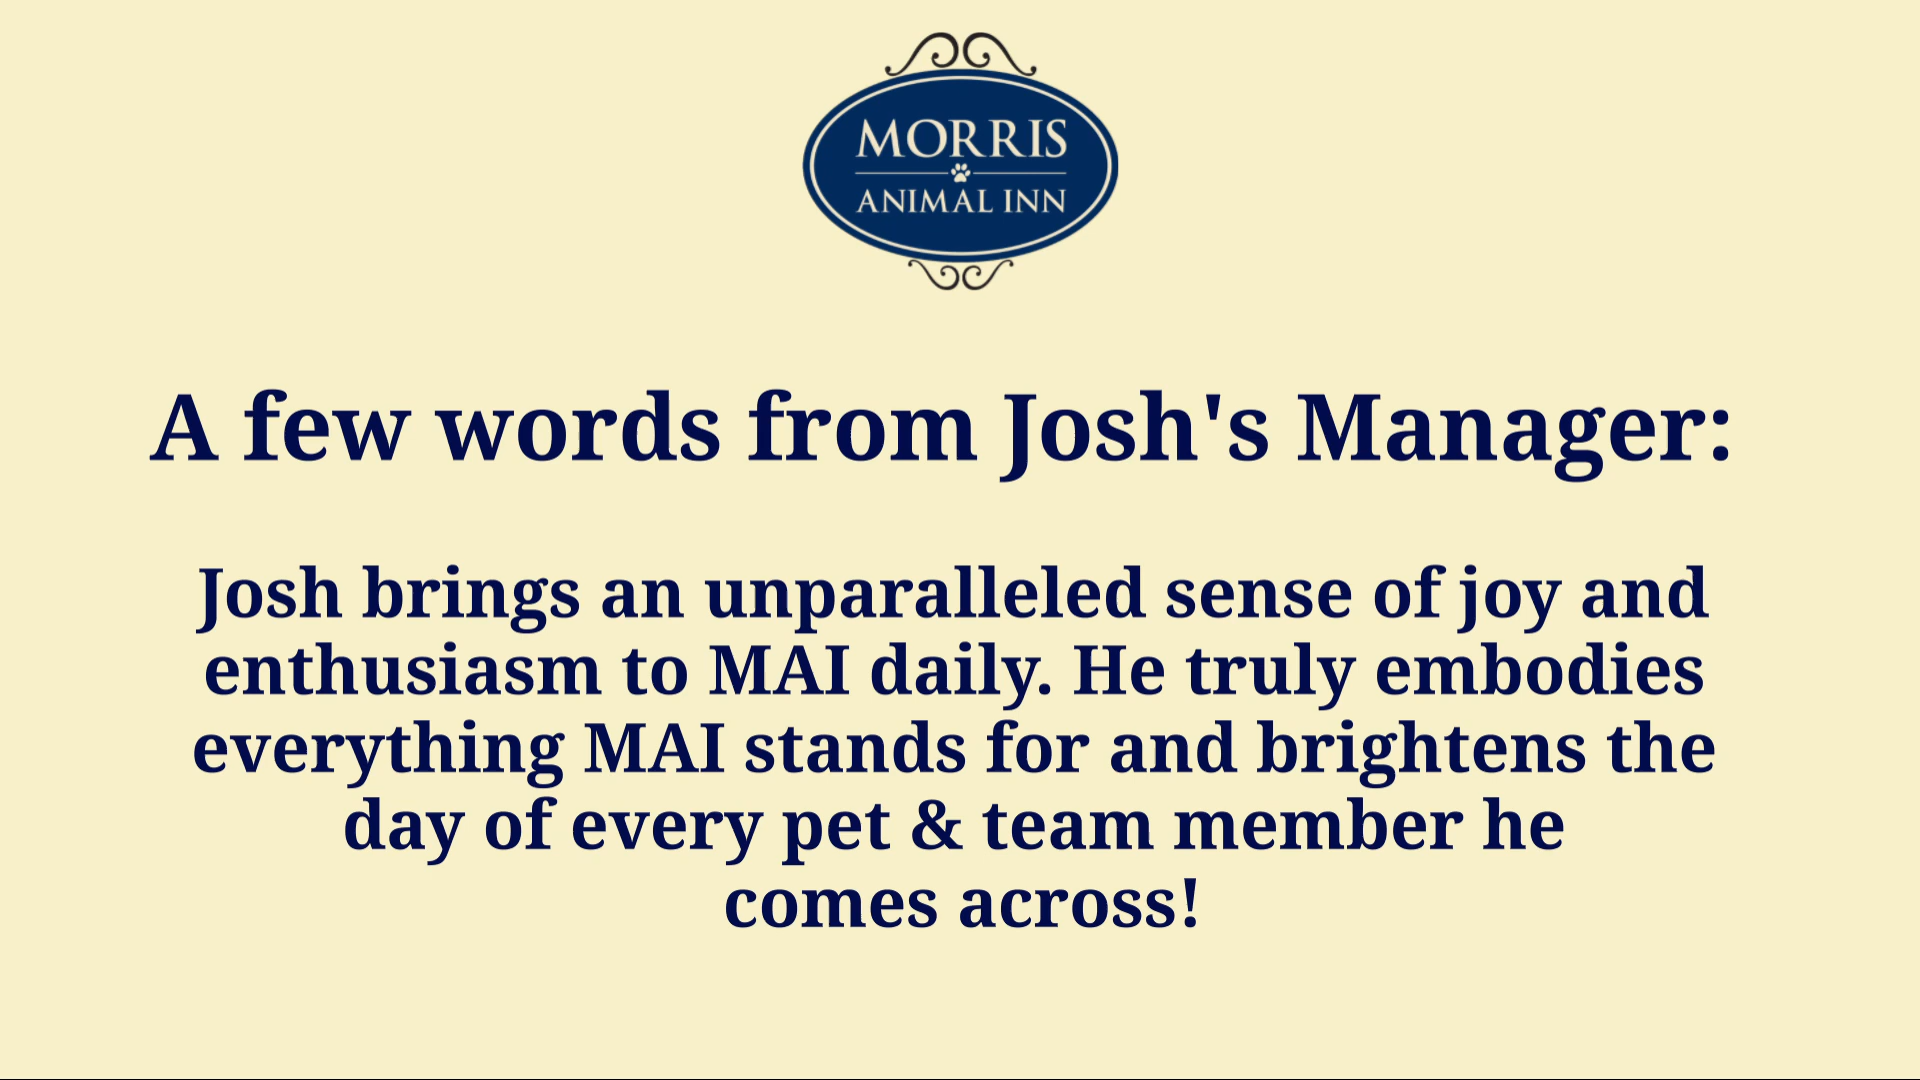 MORRIS
ANIMAL INN
A few words from Josh's Manager:
Josh brings an unparalleled sense of joy and
enthusiasm to MAI daily. He truly embodies
everything MAI stands for and brightens the
day of every pet & team member he
comes across!